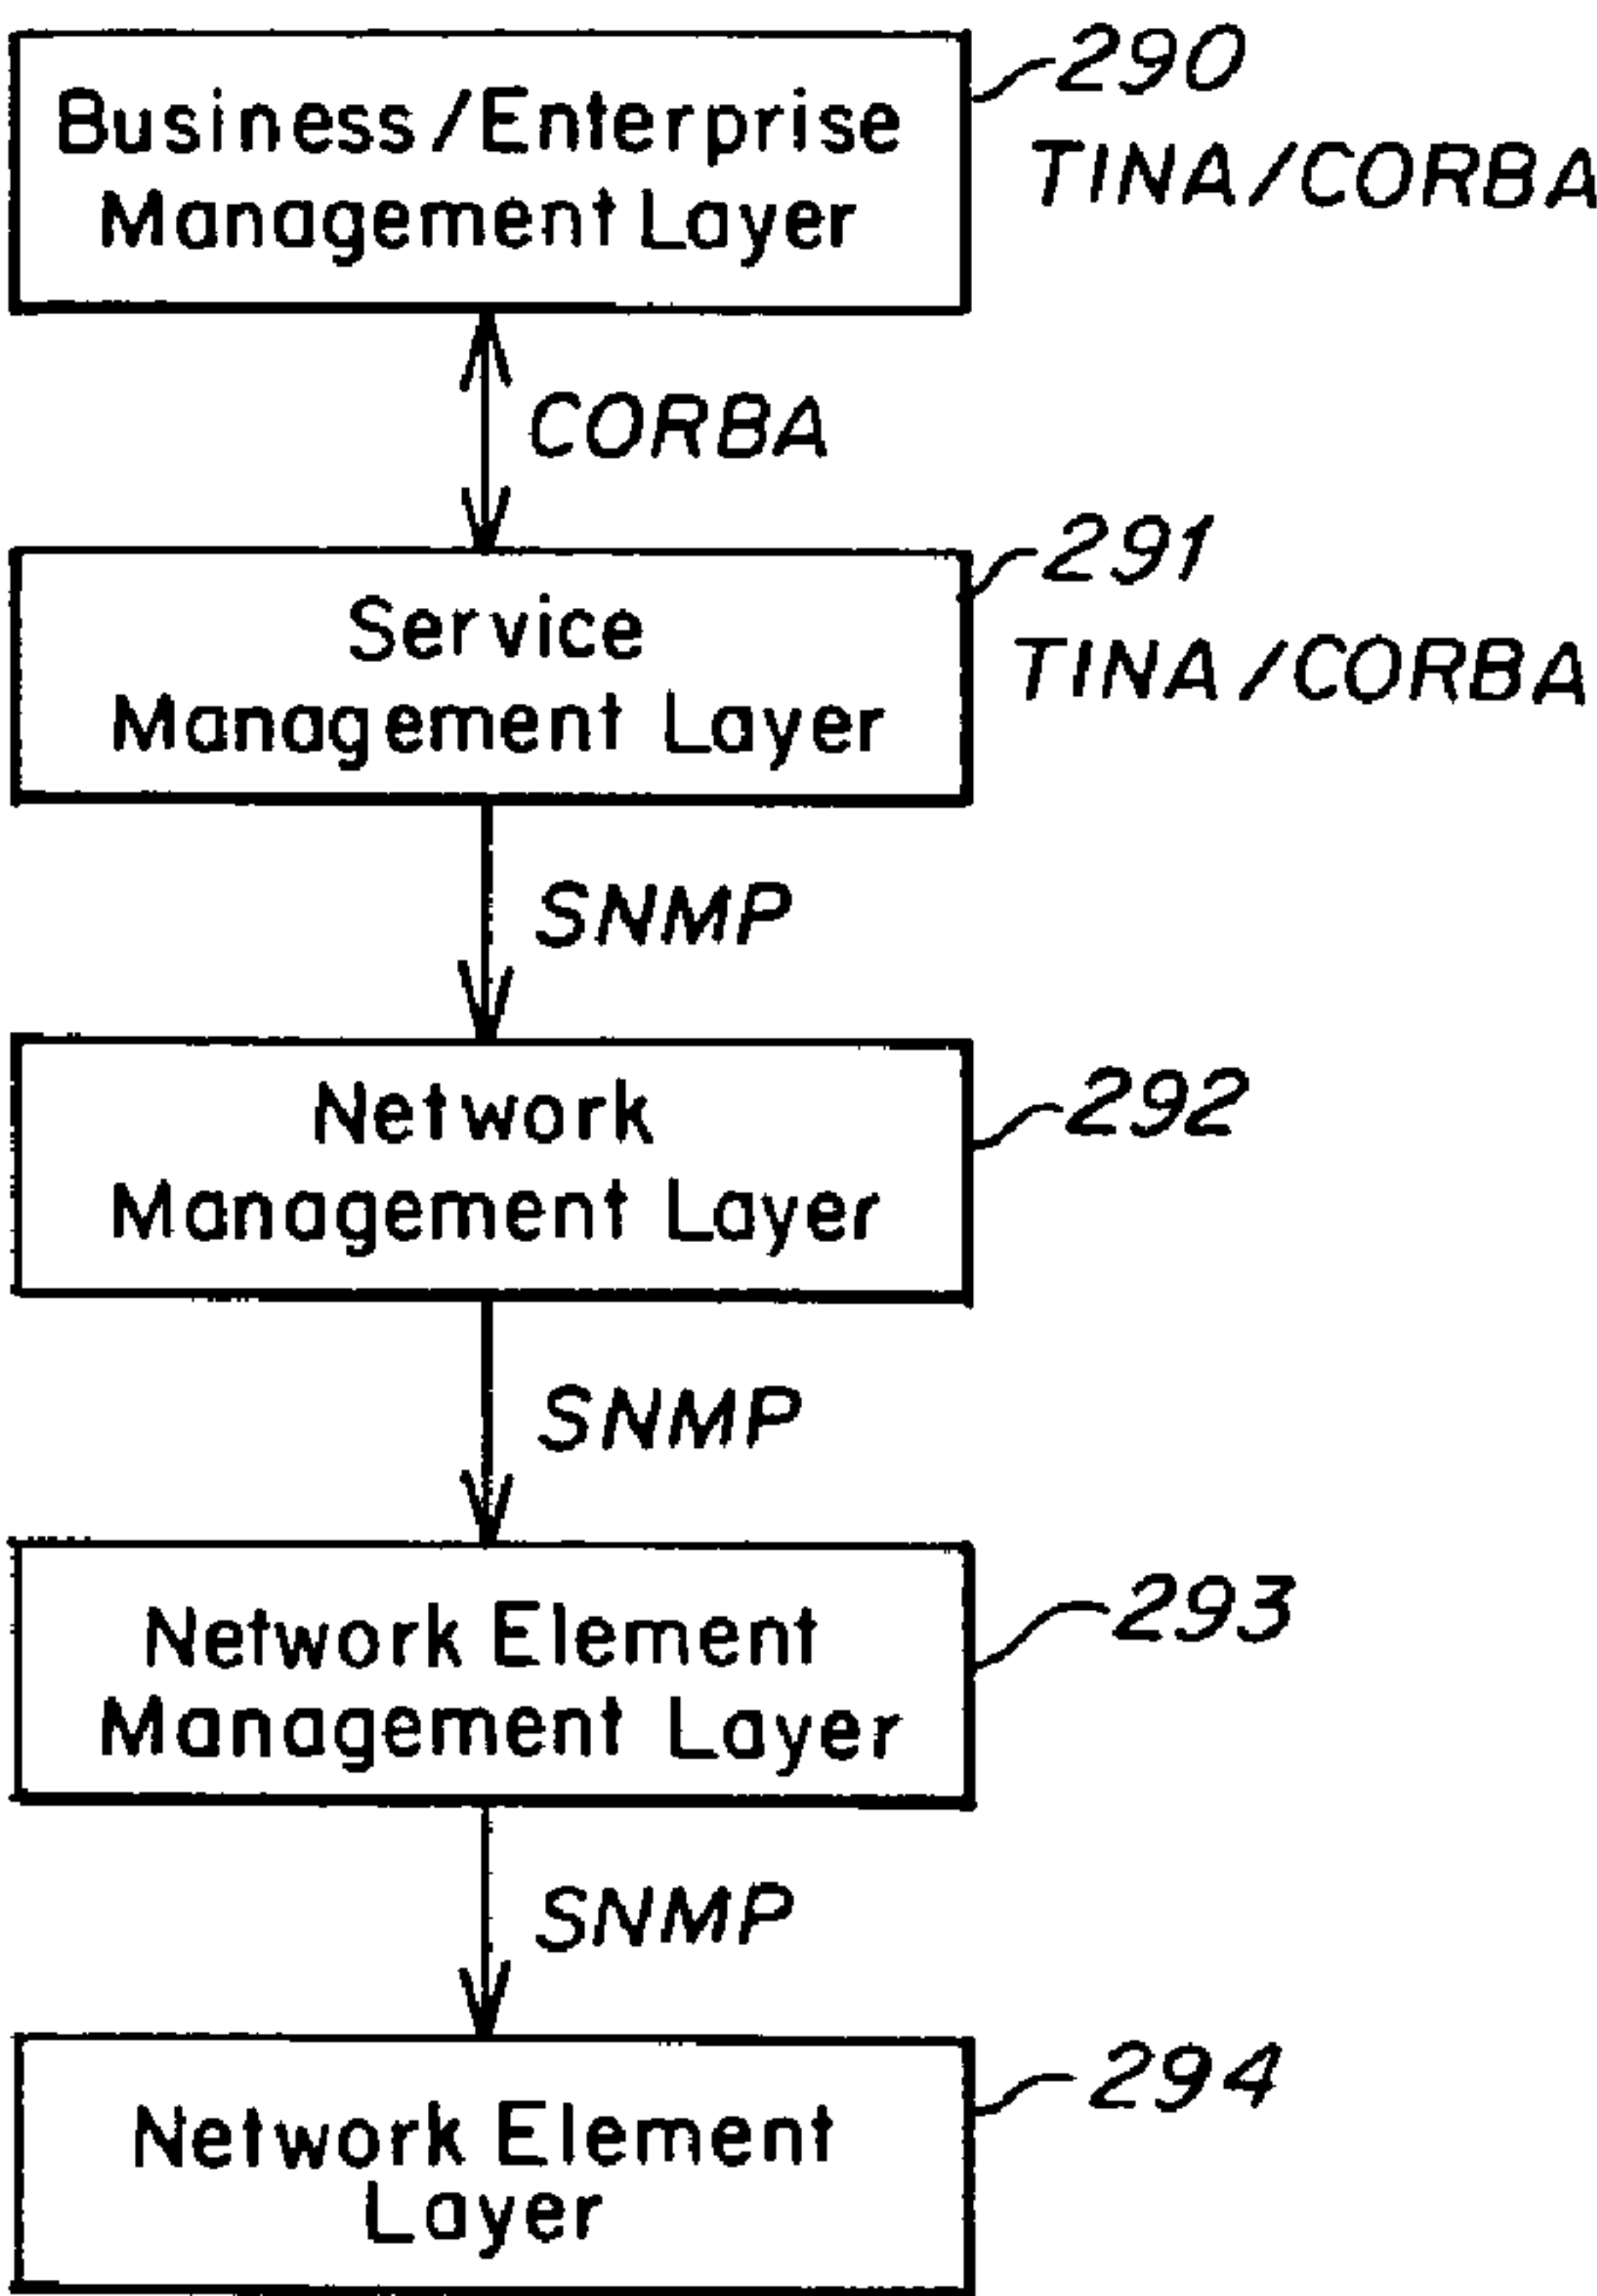 Business/Enterprise
Management Layer
290
TINA/CORBA
CORBA
Service
Management Layer
291
TINA/CORBA
SNMP
Network
Management Layer
292
SNMP
Network Element
Management Layer
293
SNMP
Network Element
Layer
294